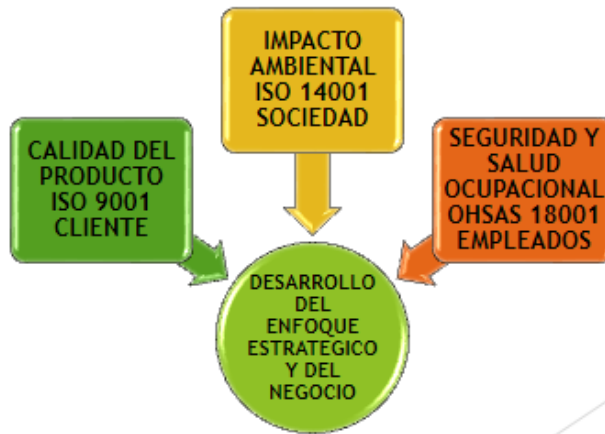 IMPACTO
AMBIENTAL
ISO 14001
SOCIEDAD
CALIDAD DEL
PRODUCTO
ISO 9001
CLIENTE
SEGURIDAD Y
SALUD
OCUPACIONAL
OHSAS 18001
EMPLEADOS
DESARROLLO
DEL
ENFOQUE
ESTRATEGICO
Y DEL
NEGOCIO